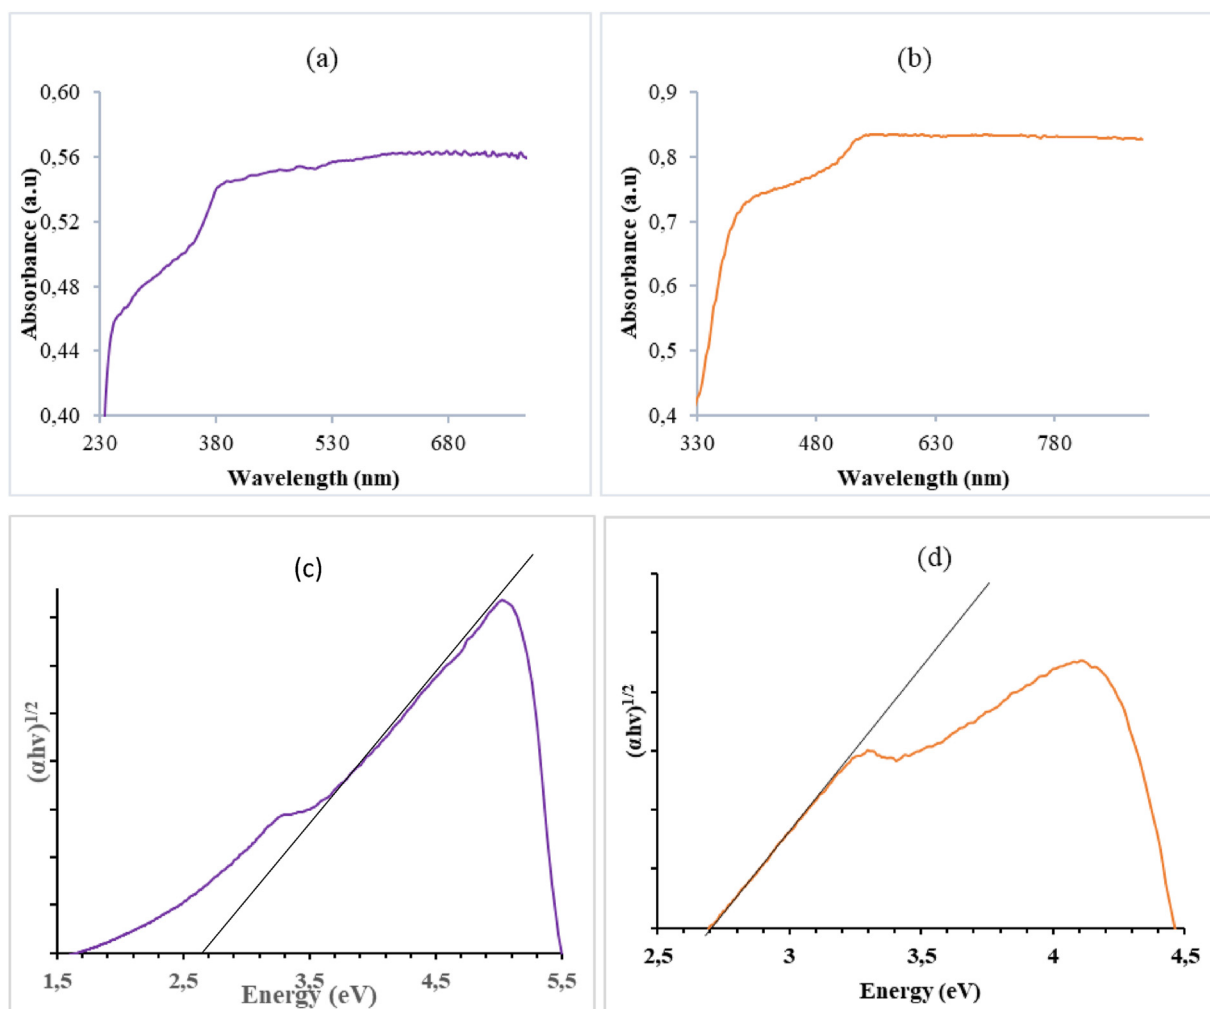 (a)
0,60
0,56
0,52
0,48
0,44
0,40
Absorbance (a.u)
230 380 530 680
Wavelength (nm)
(b)
0,9
0,8
0,7
0,6
0,5
0,4
Absorbance (a.u)
330 480 630 780
Wavelength (nm)
(c)
(αhv)1/2
1,5 2,5 3,5 4,5 5,5
Energy (eV)
(d)
(αhv)1/2
2,5 3 3,5 4 4,5
Energy (eV)